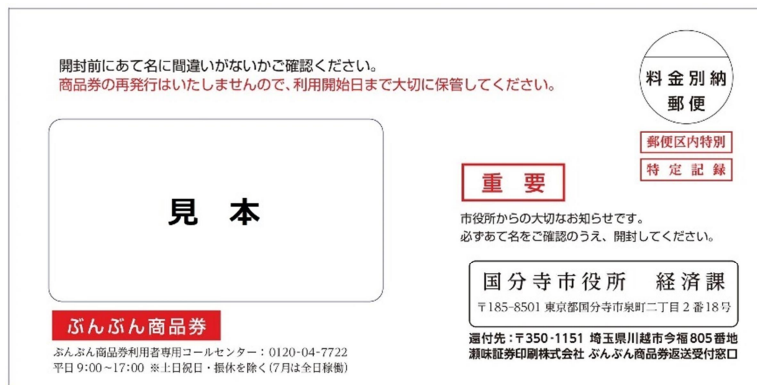 開封前にあて名に間違いがないかご確認ください。
商品券の再発行はいたしませんので、利用開始日まで大切に保管してください。
料金別納
郵便
郵便区内特別
特定記録
見 本
重 要
市役所からの大切なお知らせです。
必ずあて名をご確認のうえ、開封してください。
国分寺市役所 経済課
〒185-8501 東京都国分寺市泉町二丁目2番18号
ぶんぶん商品券
還付先:〒350-1151 埼玉県川越市今福805番地
瀬味証券印刷株式会社 ぶんぶん商品券返送受付窓口
ぶんぶん商品券利用者専用コールセンター:0120-04-7722
平日9:00~17:00 ※土日祝日・振休を除く(7月は全日稼働)